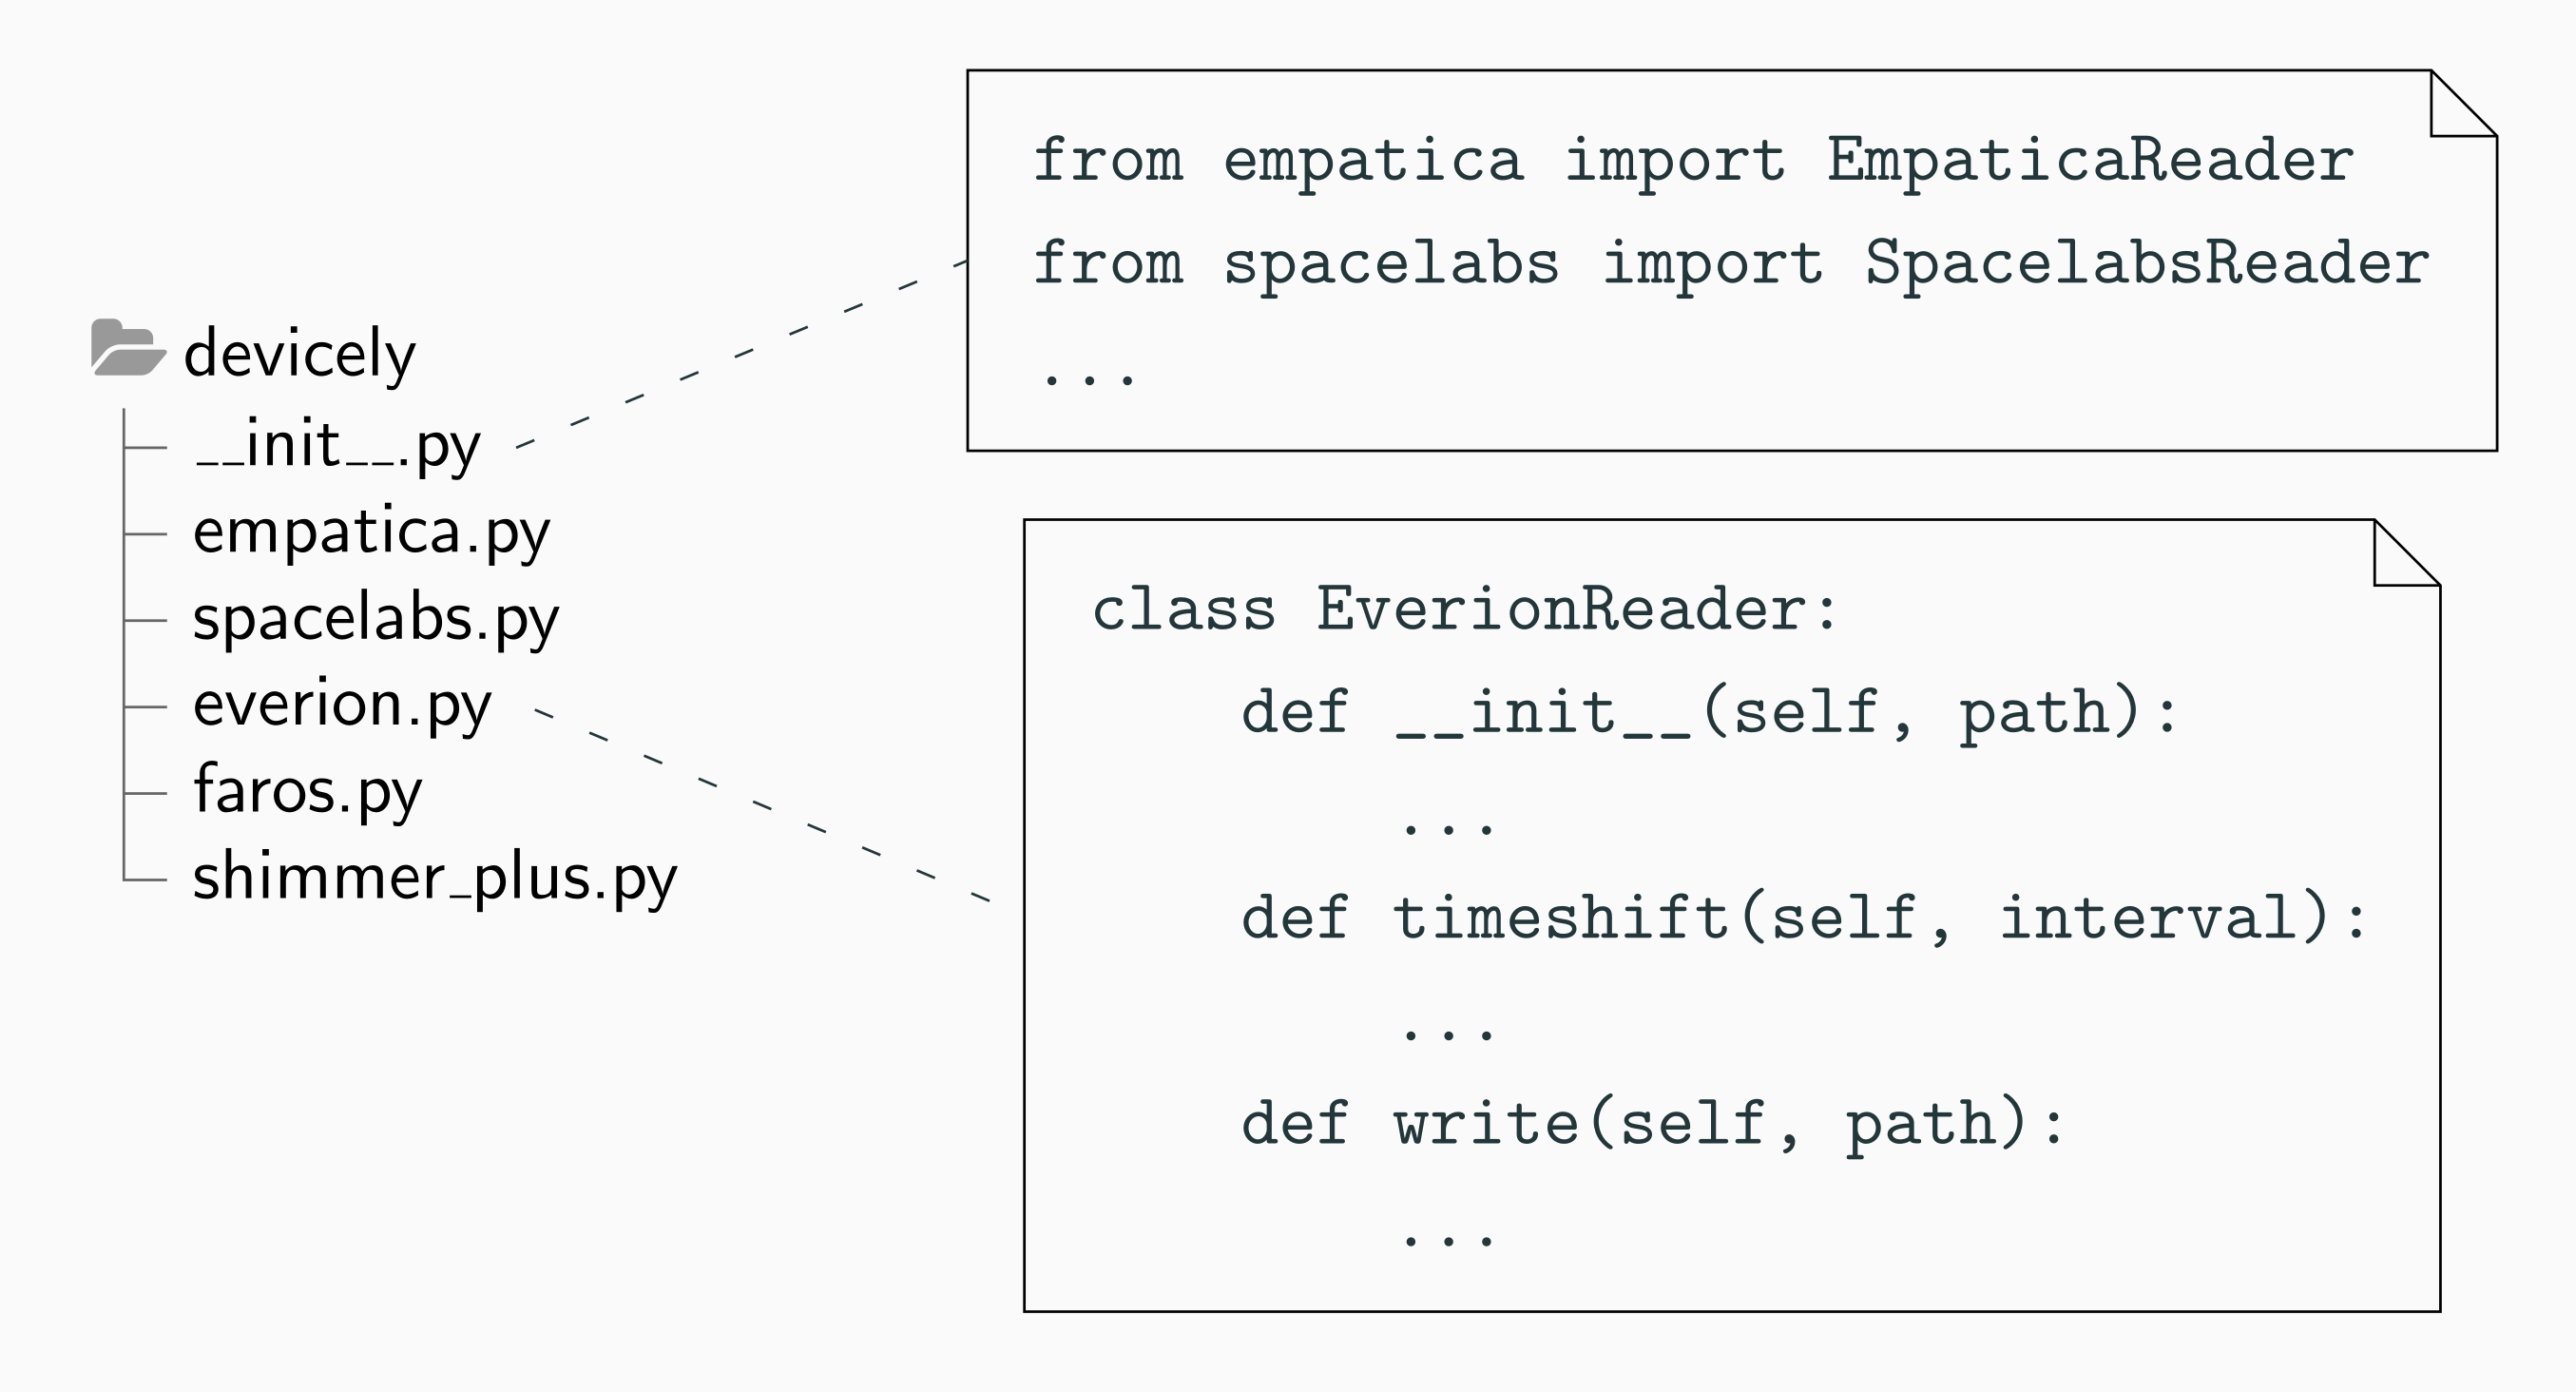 devicely
__init__.py
empatica.py
spacelabs.py
everion.py
faros.py
shimmer_plus.py
from empatica import EmpaticaReader
from spacelabs import SpacelabsReader
...
class EverionReader:
def __init__(self, path):
...
def timeshift(self, interval):
...
def write(self, path):
...